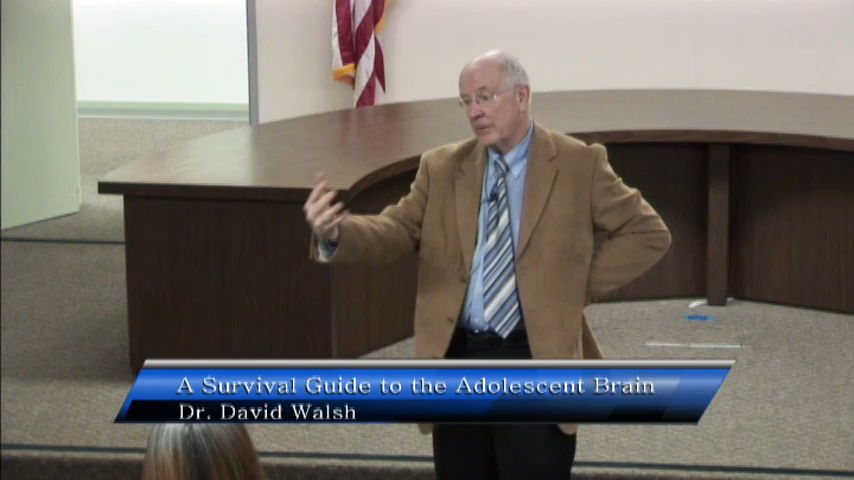 A Survival Guide to the Adolescent Brain
Dr. David Walsh